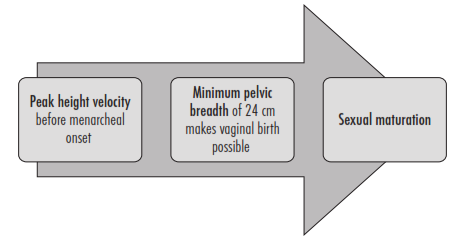 Peak height velocity
before menarcheal
onset
Minimum pelvic
breadth of 24 cm
makes vaginal birth
possible
Sexual maturation